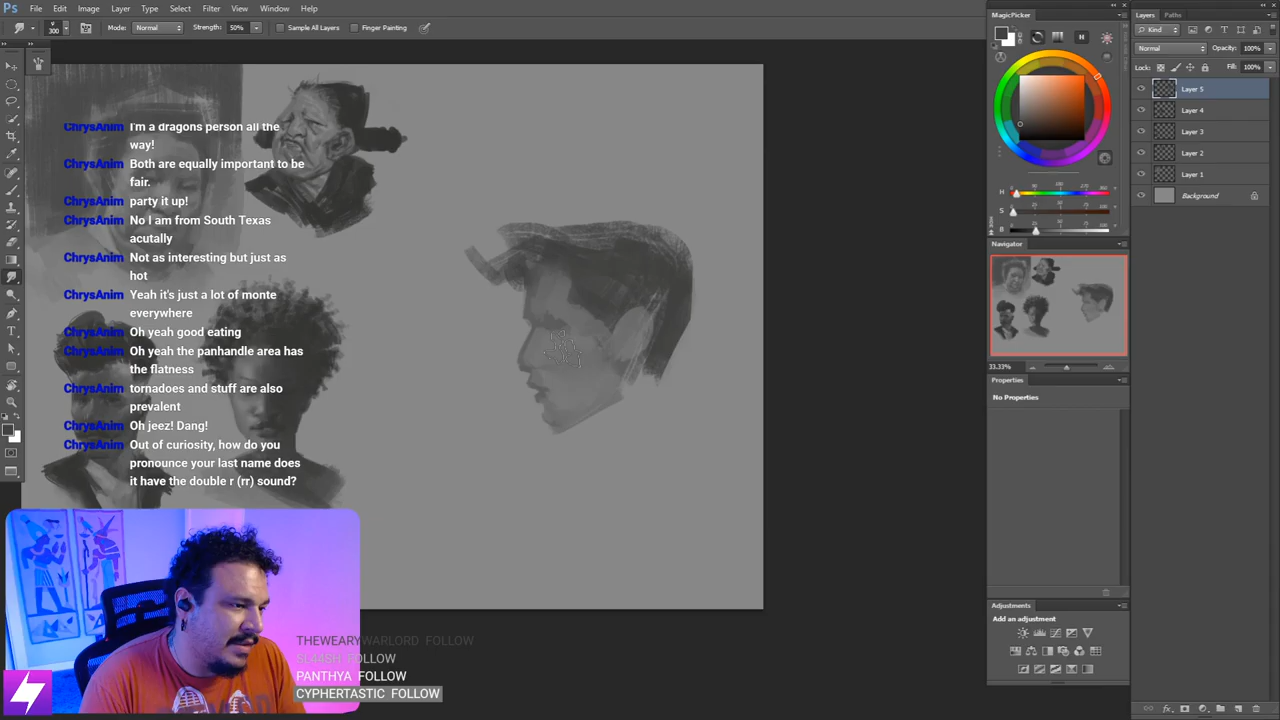 Ps File Edit Image Layer Type Select Filter 3D View Window Help
300 Mode: Normal Strength: 50% Sample All Layers Finger Painting
MagicPicker
H
H
S
B
Navigator
33.33%
Properties
No Properties
Adjustments
Add an adjustment
Layers Paths
Kind
Normal Opacity: 100%
Lock: Fill: 100%
Layer 5
Layer 4
Layer 3
Layer 2
Layer 1
Background
ChrysAnim I'm a dragons person all the
way!
ChrysAnim Both are equally important to be
fair.
ChrysAnim party it up!
ChrysAnim No I am from South Texas
acutally
ChrysAnim Not as interesting but just as
hot
ChrysAnim Yeah it's just a lot of monte
everywhere
ChrysAnim Oh yeah good eating
ChrysAnim Oh yeah the panhandle area has
the flatness
ChrysAnim tornadoes and stuff are also
prevalent
ChrysAnim Oh jeez! Dang!
ChrysAnim Out of curiosity, how do you
pronounce your last name does
it have the double r (rr) sound?
THEWEARYWARLORD FOLLOW
SL44SH FOLLOW
PANTHYA FOLLOW
CYPHERTASTIC FOLLOW